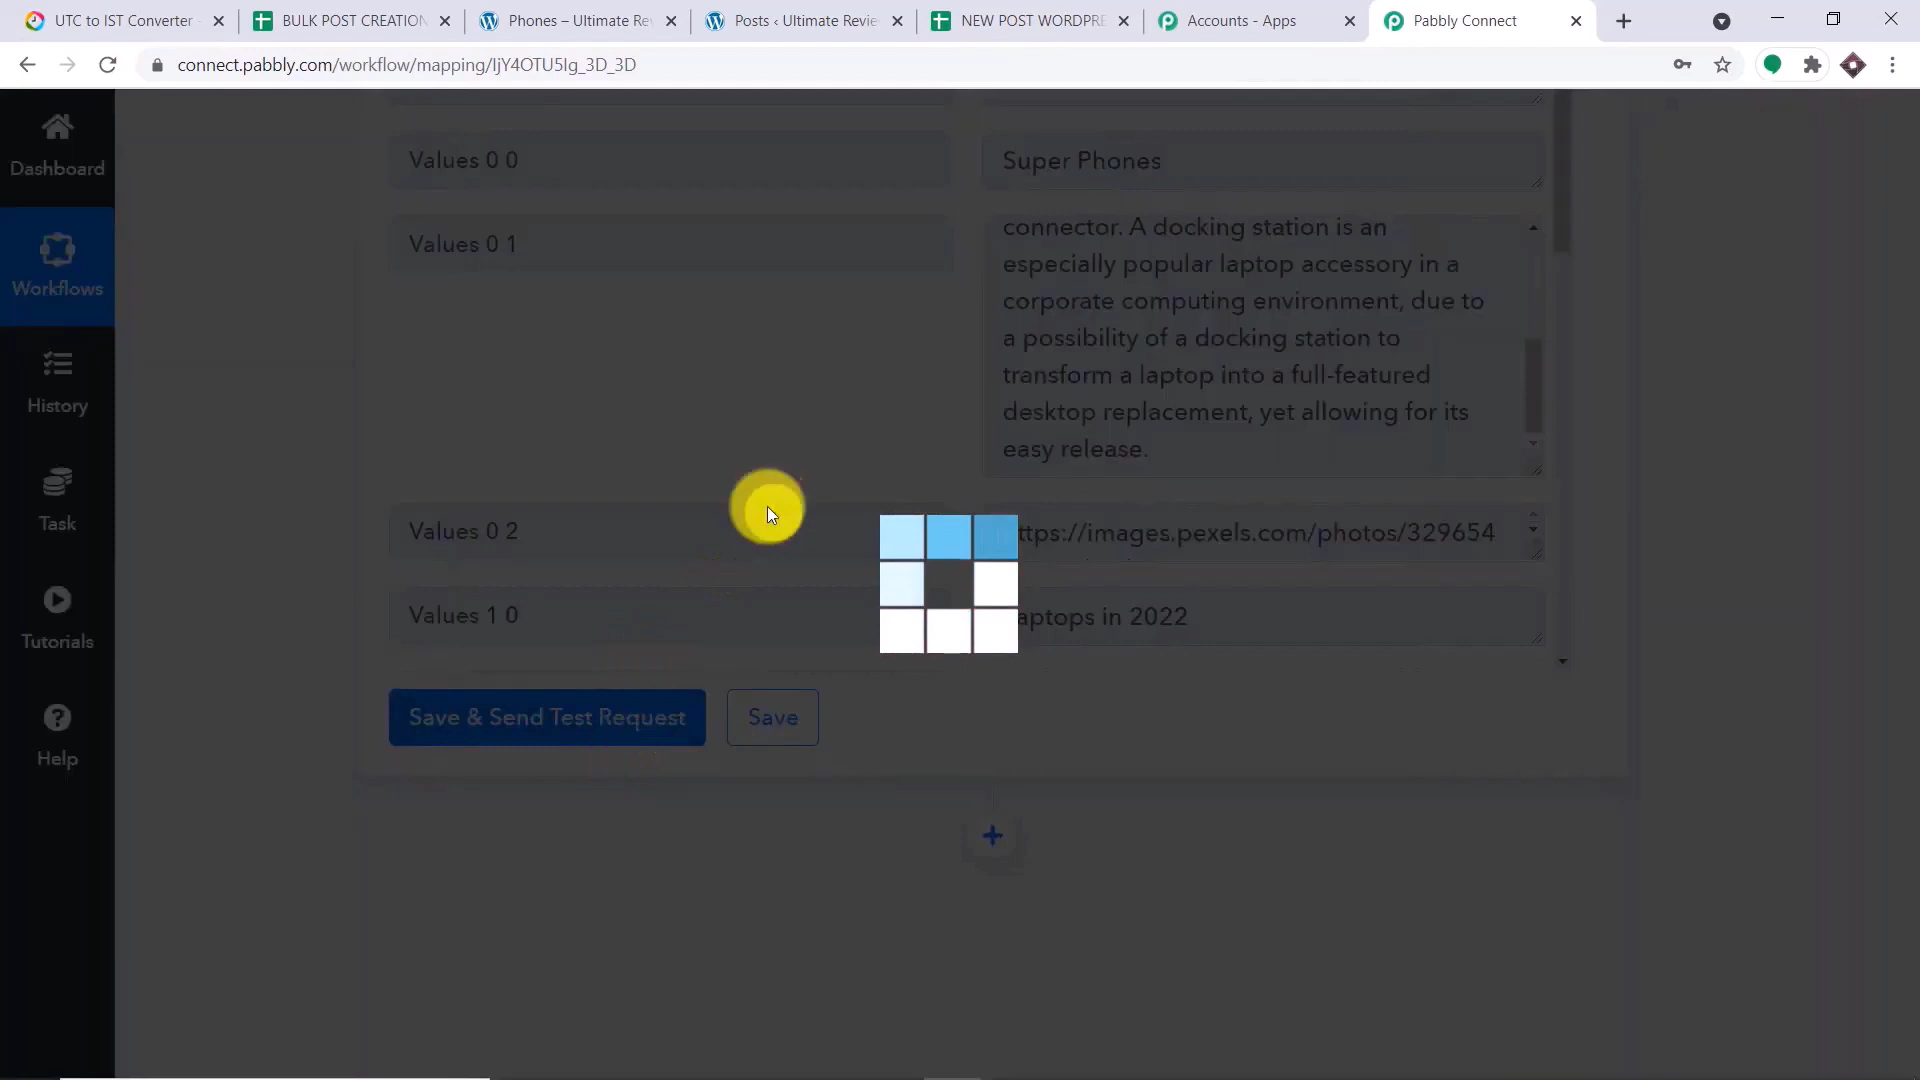 UTC to IST Converter
BULK POST CREATION
Phones – Ultimate Re
Posts ‹ Ultimate Revie
NEW POST WORDPRE
Accounts - Apps
Pabbly Connect
connect.pabbly.com/workflow/mapping/IjY4OTU5Ig_3D_3D
Dashboard
Workflows
History
Task
Tutorials
Help
Values 0 0
Super Phones
Values 0 1
connector. A docking station is an
especially popular laptop accessory in a
corporate computing environment, due to
a possibility of a docking station to
transform a laptop into a full-featured
desktop replacement, yet allowing for its
easy release.
Values 0 2
ttps://images.pexels.com/photos/329654
Values 1 0
aptops in 2022
Save & Send Test Request
Save